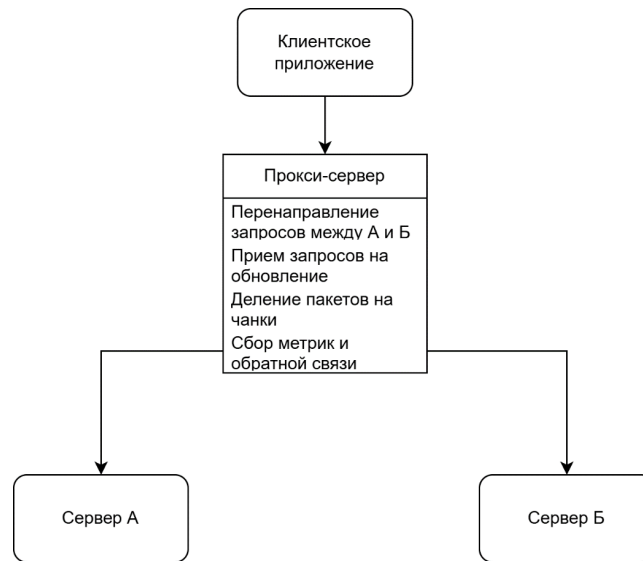 Клиентское
приложение
Прокси-сервер
Перенаправление
запросов между А и Б
Прием запросов на
обновление
Деление пакетов на
чанки
Сбор метрик и
обратной связи
Сервер А
Сервер Б